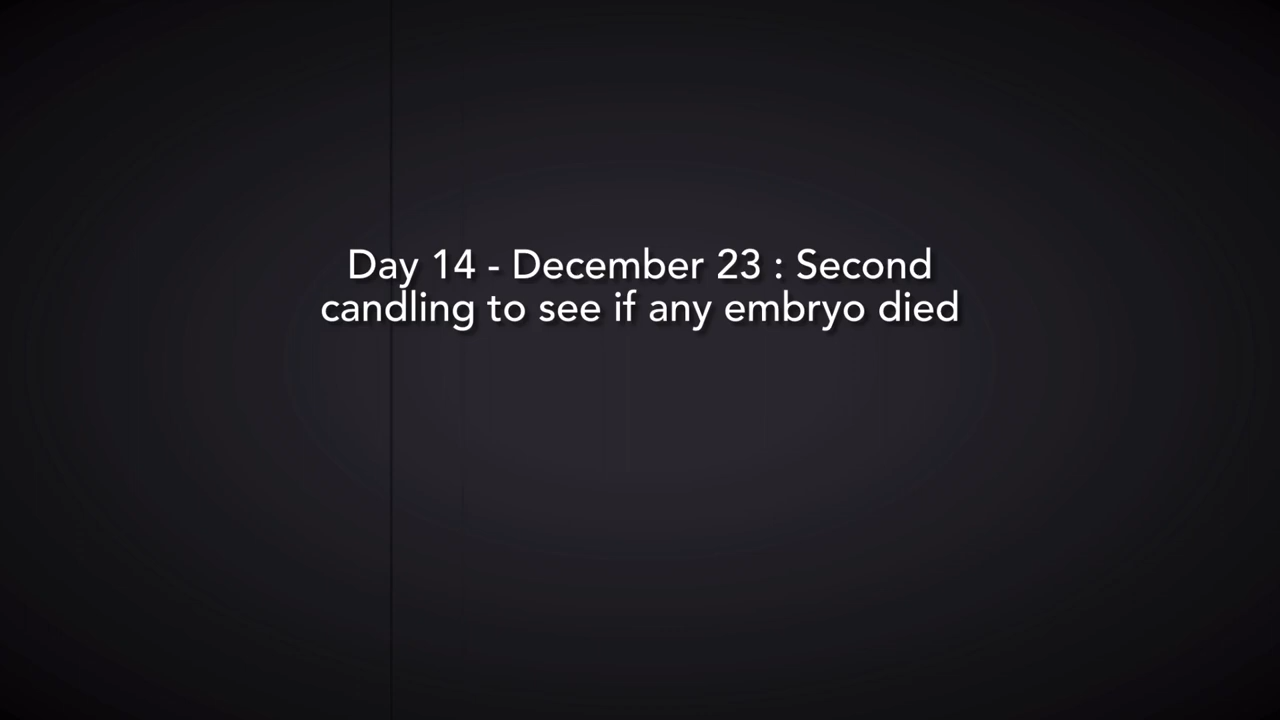 Day 14 - December 23 : Second
candling to see if any embryo died